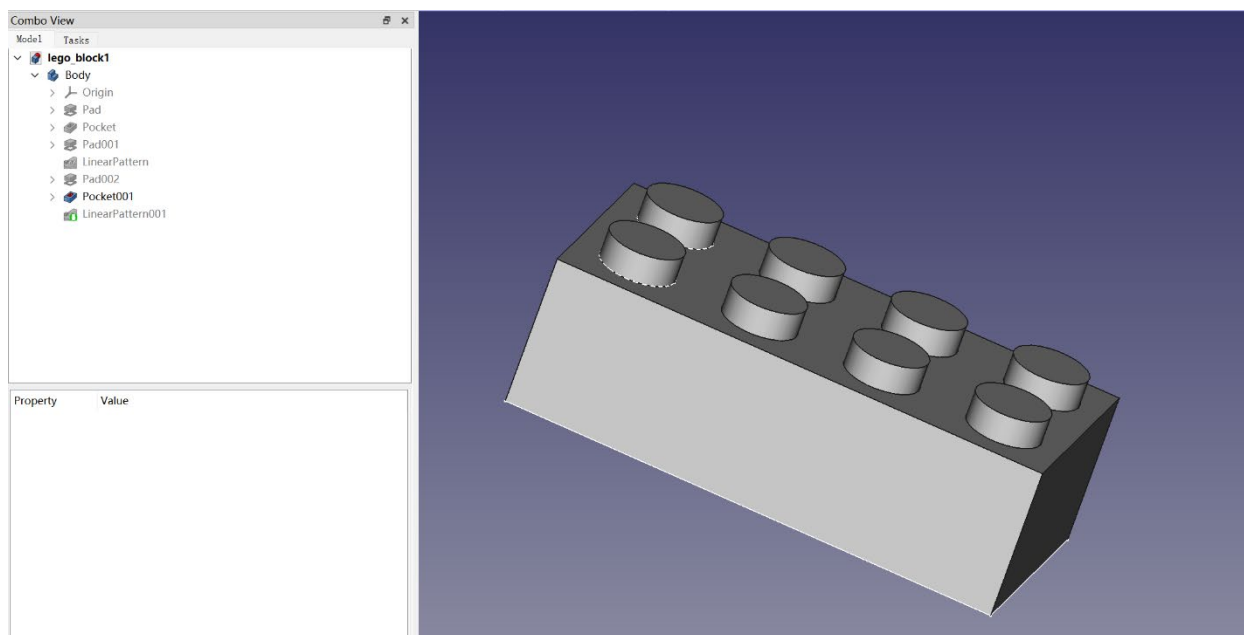 Combo View
Model Tasks
lego_block1
Body
Origin
Pad
Pocket
Pad001
LinearPattern
Pad002
Pocket001
LinearPattern001
Property Value